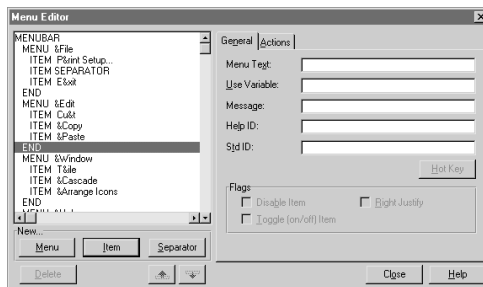 Menu Editor
MENUBAR
MENU &File
ITEM P&rint Setup...
ITEM SEPARATOR
ITEM E&xit
END
MENU &Edit
ITEM Cu&t
ITEM &Copy
ITEM &Paste
END
MENU &Window
ITEM T&ile
ITEM &Cascade
ITEM &Arrange Icons
END
New...
Menu
Item
Separator
Delete
General
Actions
Menu Text:
Use Variable:
Message:
Help ID:
Std ID:
Hot Key
Flags
Disable Item
Right Justify
Toggle (on/off) Item
Close
Help